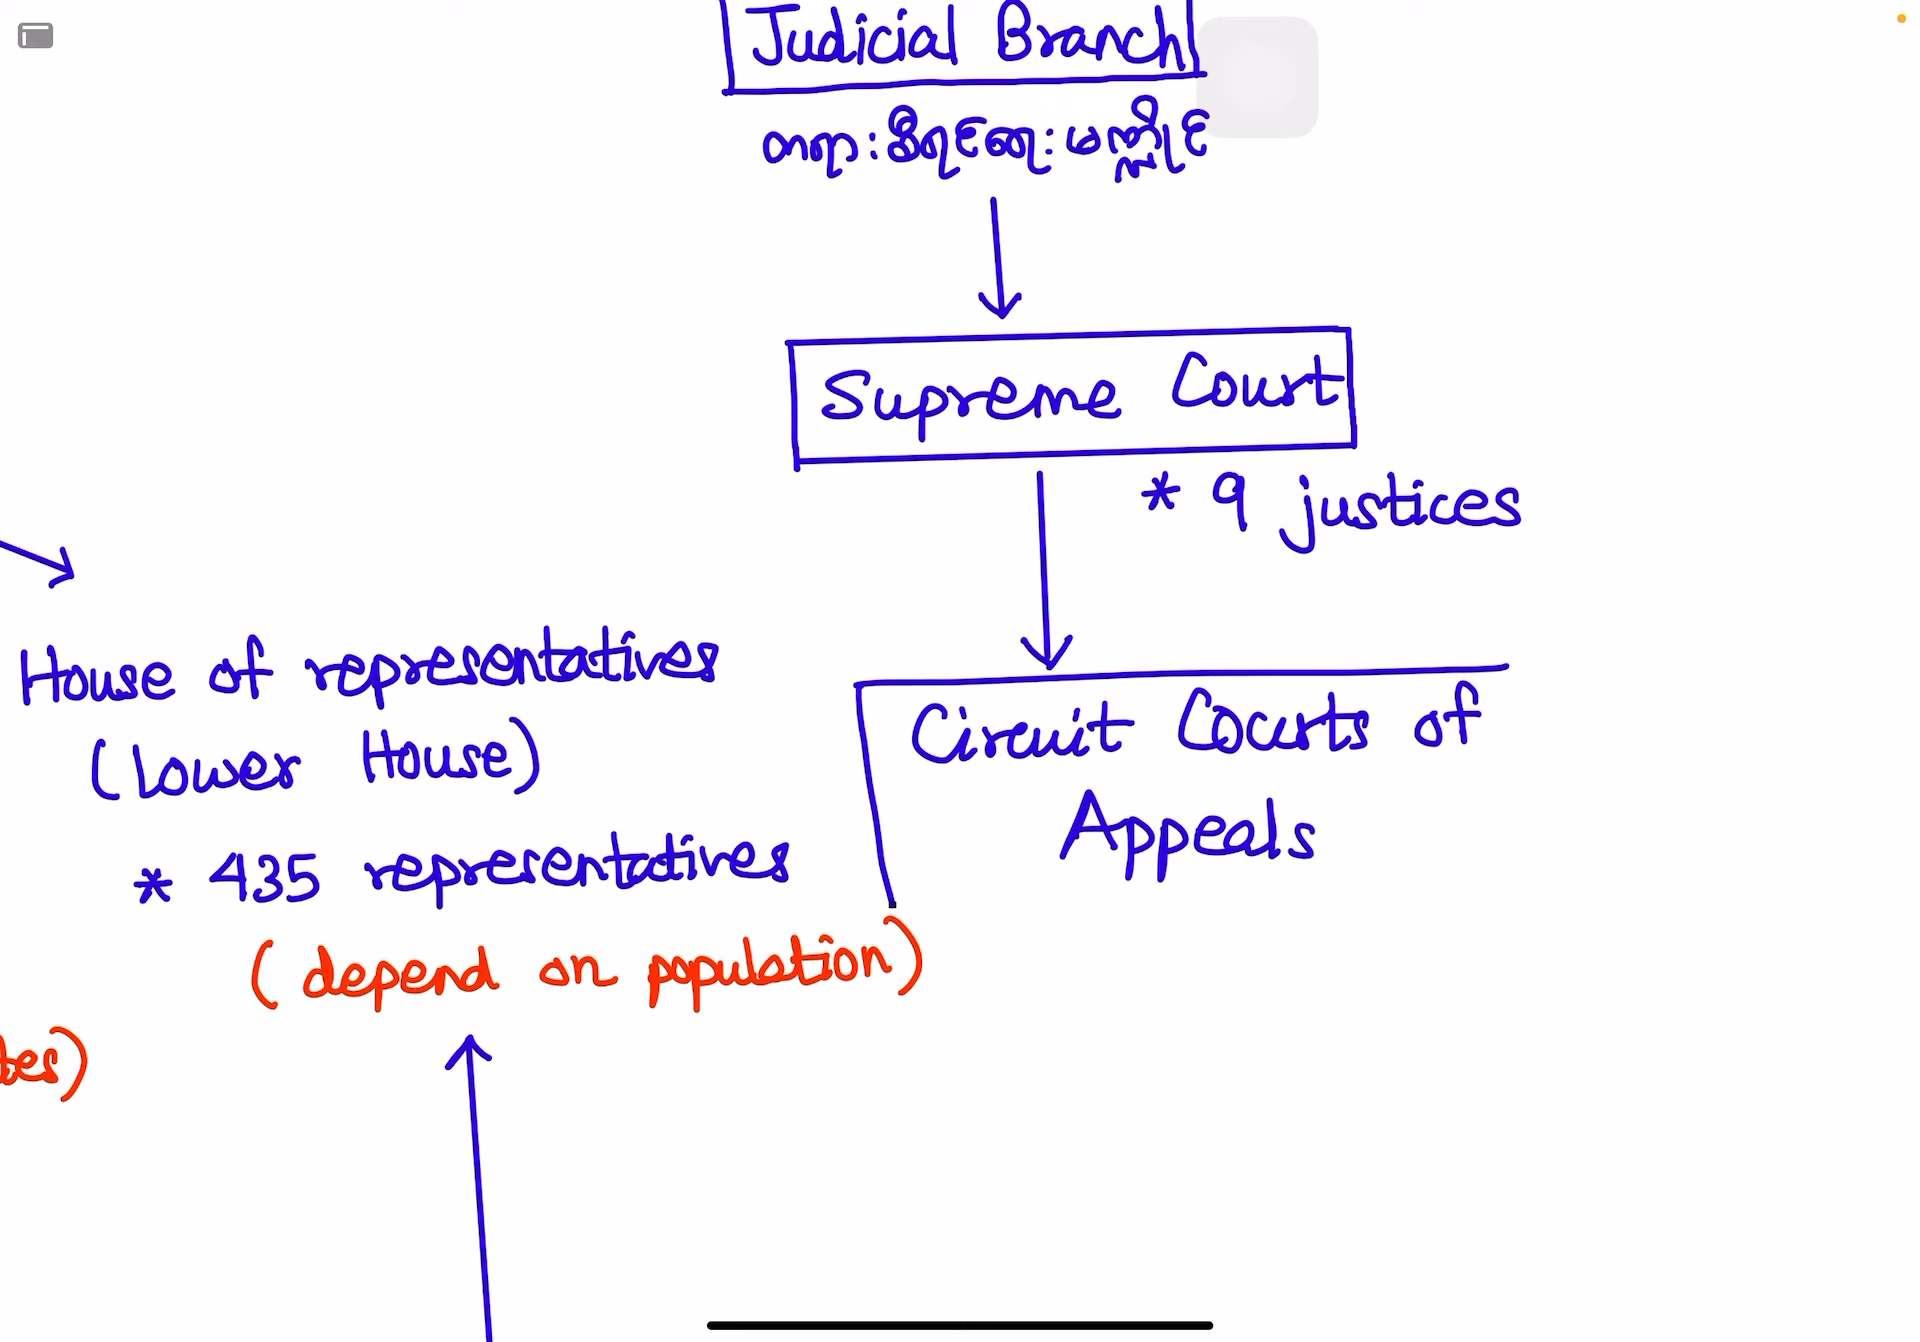 Judicial Branch
တရားစီရင်ရေးမဏ္ဍိုင်
Supreme Court
* 9 justices
House of representatives
(Lower House)
* 435 representatives
(depend on population)
Circuit Courts of
Appeals
tes)